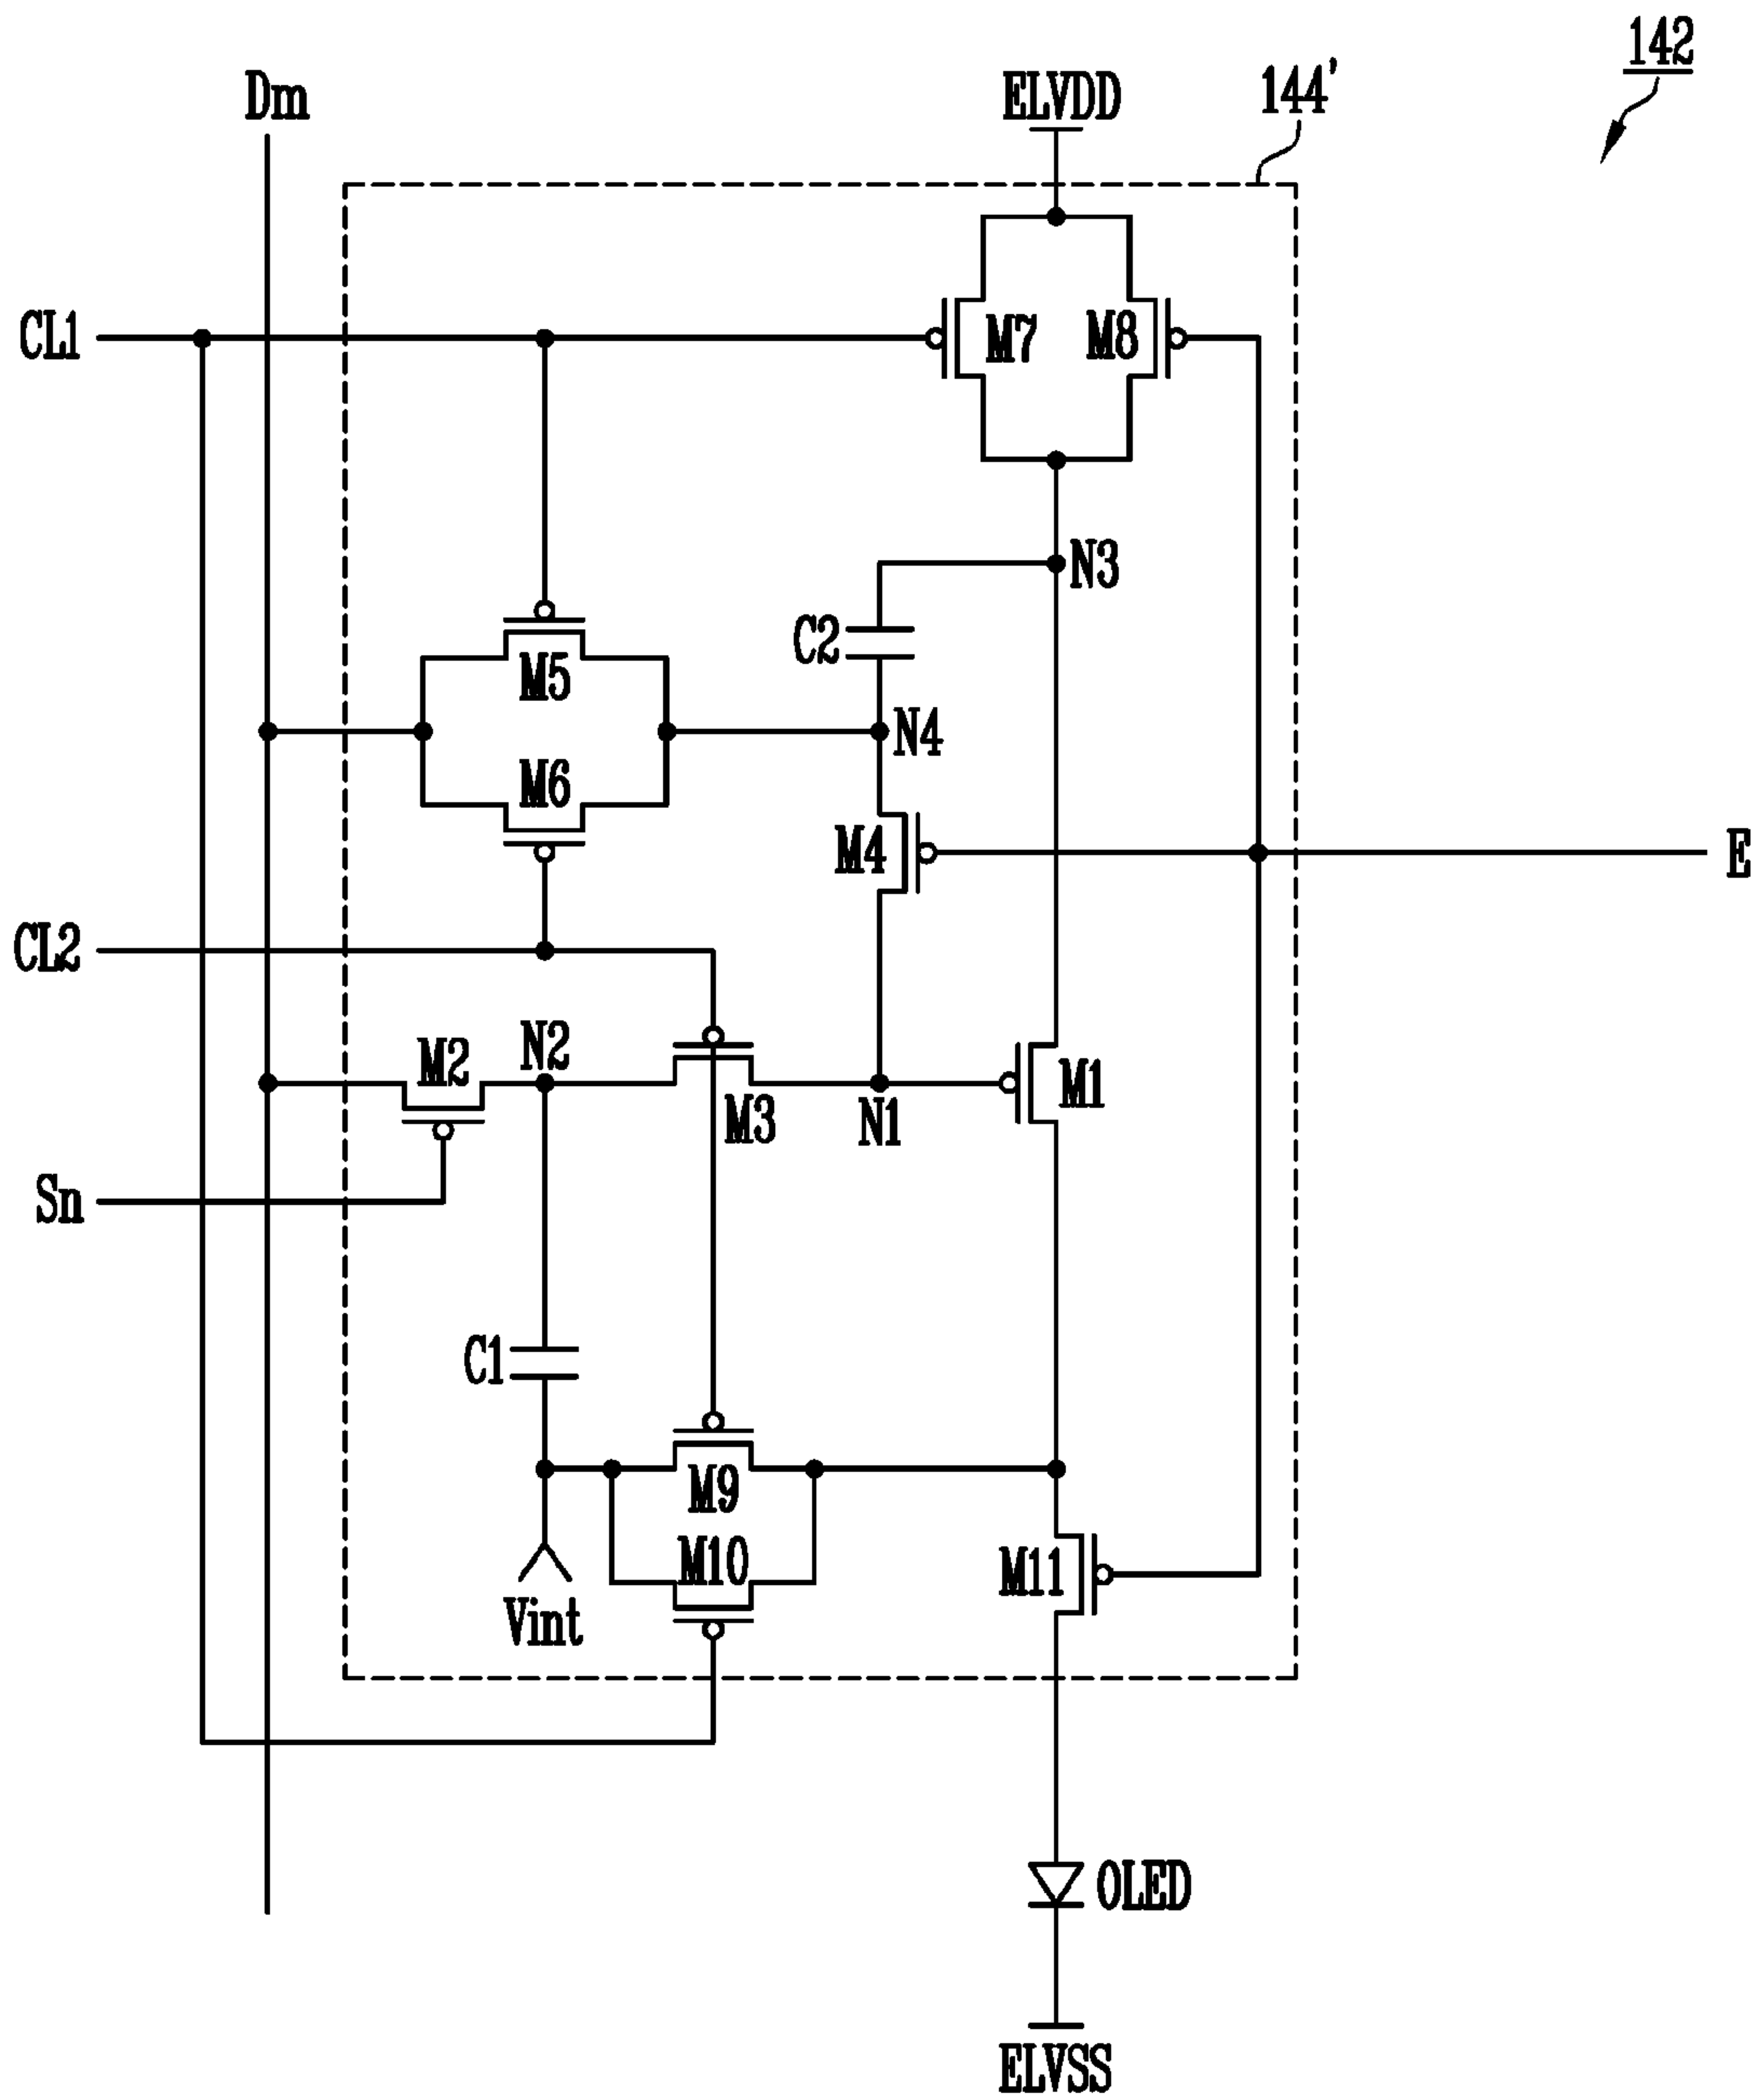 142
Dm
ELVDD
144'
CL1
M7
M8
N3
C2
M5
N4
M6
M4
E
CL2
M2
N2
M3
N1
M1
Sn
C1
M9
M10
M11
Vint
OLED
ELVSS